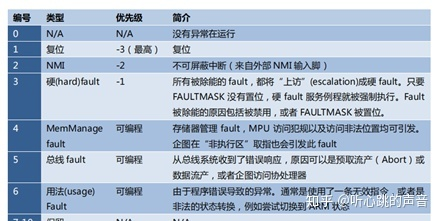 编号 类型 优先级 简介
0 N/A N/A 没有异常在运行
1 复位 -3（最高） 复位
2 NMI -2 不可屏蔽中断（来自外部 NMI 输入脚）
3 硬(hard)fault -1 所有被除能的 fault，都将“上访”(escalation)成硬 fault。只要
FAULTMASK 没有置位，硬 fault 服务例程就被强制执行。Fault
被除能的原因包括被禁用，或者 FAULTMASK 被置位。
4 MemManage 可编程 存储器管理 fault，MPU 访问犯规以及访问非法位置均可引发。
fault 企图在“非执行区”取指也会引发此 fault
5 总线 fault 可编程 从总线系统收到了错误响应，原因可以是预取流产（Abort）或
数据流产，或者企图访问协处理器
6 用法(usage) 可编程 由于程序错误导致的异常。通常是使用了一条无效指令，或者是
Fault 非法的状态转换，例如尝试切换到 ARM 状态
知乎 @听心跳的声音